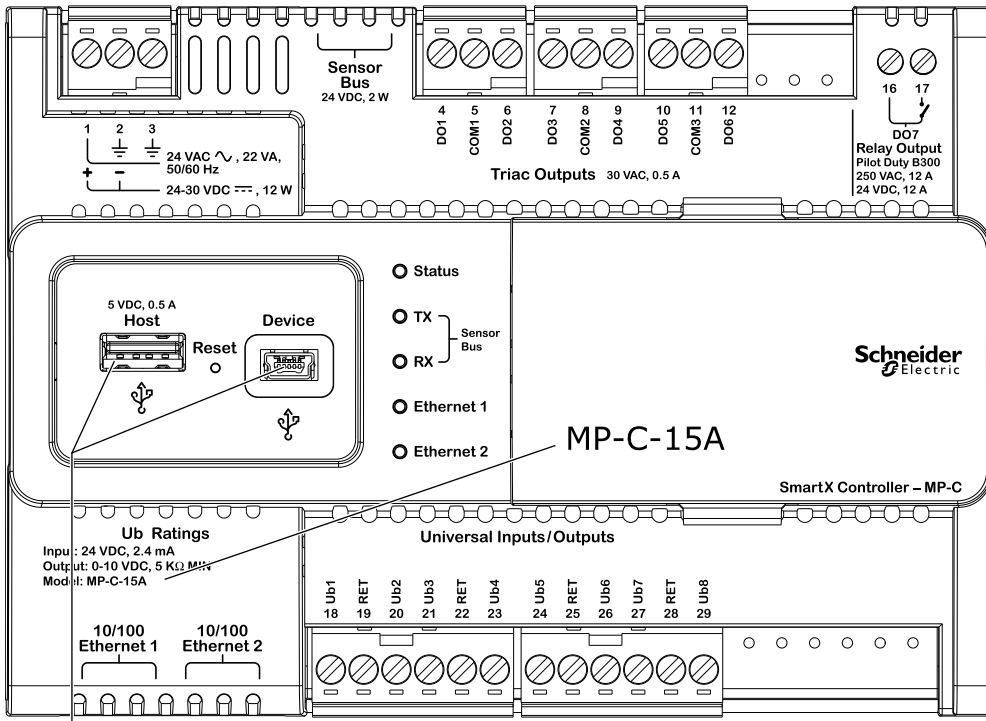 Sensor
Bus
24 VDC, 2 W
1 2 3
24 VAC ∿, 22 VA,
50/60 Hz
+ −
24-30 VDC ⎓, 12 W
4 5 6 7 8 9 10 11 12
DO1 COM1 DO2 DO3 COM2 DO4 DO5 COM3 DO6
Triac Outputs 30 VAC, 0.5 A
16 17
DO7
Relay Output
Pilot Duty B300
250 VAC, 12 A
24 VDC, 12 A
5 VDC, 0.5 A
Host
Reset
Device
Status
TX
RX
Sensor
Bus
Ethernet 1
Ethernet 2
Schneider
Electric
MP-C-15A
SmartX Controller – MP-C
Ub Ratings
Input: 24 VDC, 2.4 mA
Output: 0-10 VDC, 5 KΩ MIN
Model: MP-C-15A
10/100
Ethernet 1
10/100
Ethernet 2
Universal Inputs/Outputs
Ub1 RET Ub2 Ub3 RET Ub4 Ub5 RET Ub6 Ub7 RET Ub8
18 19 20 21 22 23 24 25 26 27 28 29